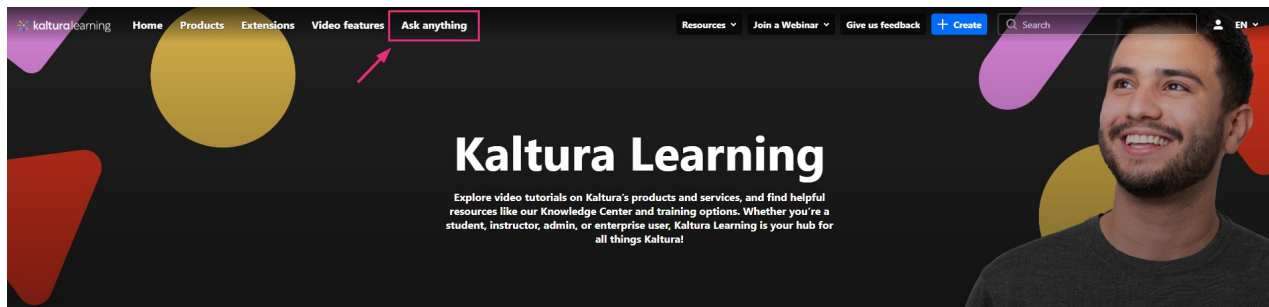 kalturalearning Home Products Extensions Video features Ask anything Resources Join a Webinar Give us feedback + Create Search EN
Kaltura Learning
Explore video tutorials on Kaltura's products and services, and find helpful
resources like our Knowledge Center and training options. Whether you're a
student, instructor, admin, or enterprise user, Kaltura Learning is your hub for
all things Kaltura!